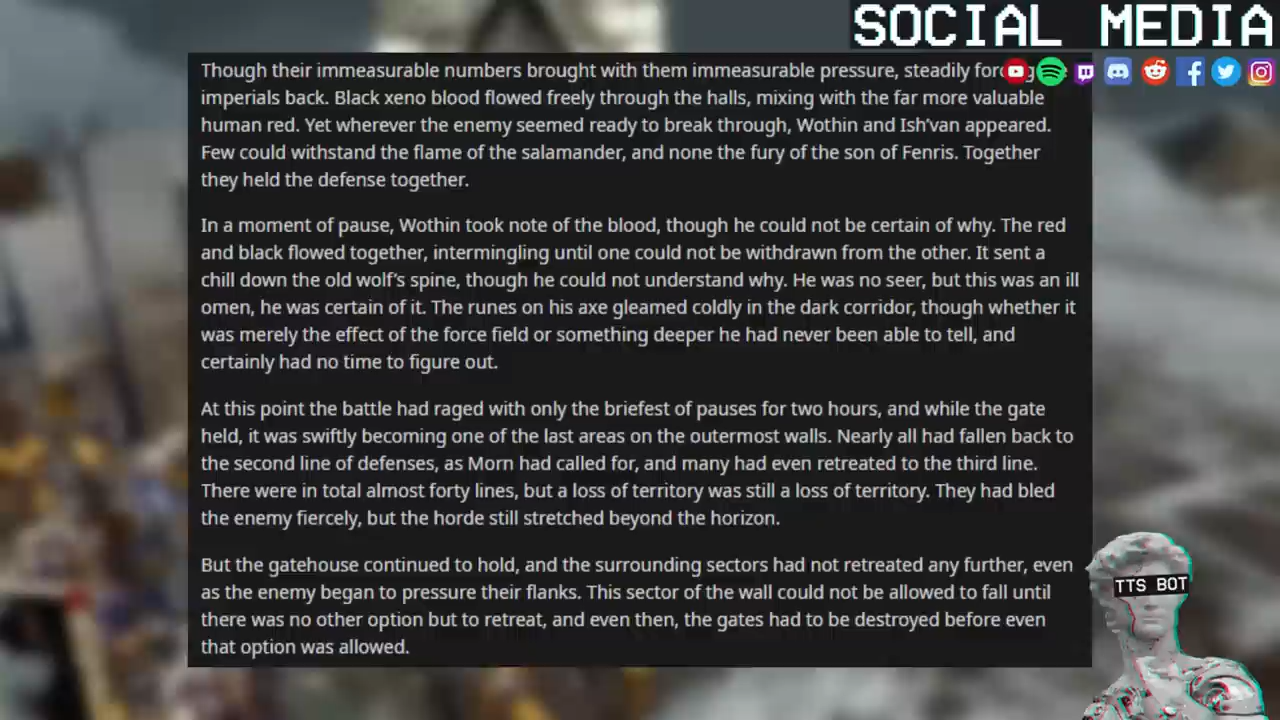 SOCIAL MEDIA
Though their immeasurable numbers brought with them immeasurable pressure, steadily
imperials back. Black xeno blood flowed freely through the halls, mixing with the far more valuable
human red. Yet wherever the enemy seemed ready to break through, Wothin and Ish'van appeared.
Few could withstand the flame of the salamander, and none the fury of the son of Fenris. Together
they held the defense together.
In a moment of pause, Wothin took note of the blood, though he could not be certain of why. The red
and black flowed together, intermingling until one could not be withdrawn from the other. It sent a
chill down the old wolf's spine, though he could not understand why. He was no seer, but this was an ill
omen, he was certain of it. The runes on his axe gleamed coldly in the dark corridor, though whether it
was merely the effect of the force field or something deeper he had never been able to tell, and
certainly had no time to figure out.
At this point the battle had raged with only the briefest of pauses for two hours, and while the gate
held, it was swiftly becoming one of the last areas on the outermost walls. Nearly all had fallen back to
the second line of defenses, as Morn had called for, and many had even retreated to the third line.
There were in total almost forty lines, but a loss of territory was still a loss of territory. They had bled
the enemy fiercely, but the horde still stretched beyond the horizon.
But the gatehouse continued to hold, and the surrounding sectors had not retreated any further, even
as the enemy began to pressure their flanks. This sector of the wall could not be allowed to fall until
there was no other option but to retreat, and even then, the gates had to be destroyed before even
that option was allowed.
TTS BOT